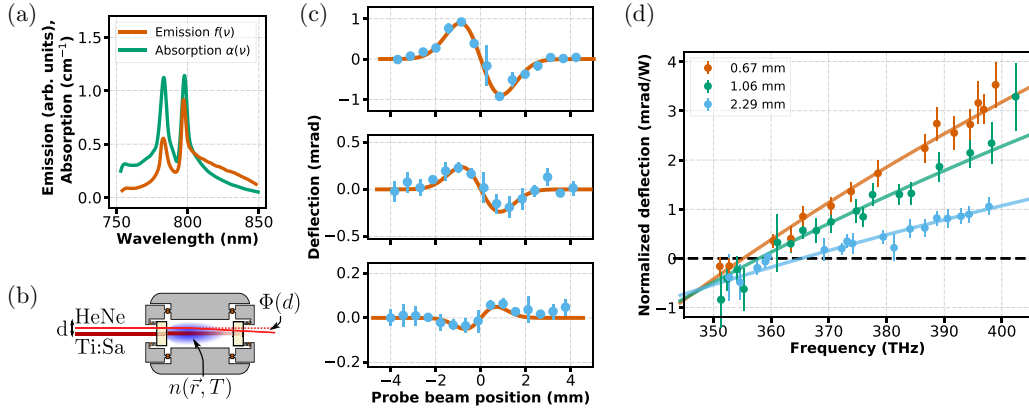 (a)
Emission (arb. units),
Absorption (cm⁻¹)
1.5
1.0
0.5
0.0
Emission f(ν)
Absorption α(ν)
750
800
850
Wavelength (nm)
(b)
HeNe
d
Ti:Sa
Φ(d)
n(r⃗, T)
(c)
Deflection (mrad)
1
0
−1
0.5
0.0
−0.5
0.2
0.0
−0.2
−4
−2
0
2
4
Probe beam position (mm)
(d)
Normalized deflection (mrad/W)
4
3
2
1
0
−1
0.67 mm
1.06 mm
2.29 mm
350
360
370
380
390
400
Frequency (THz)